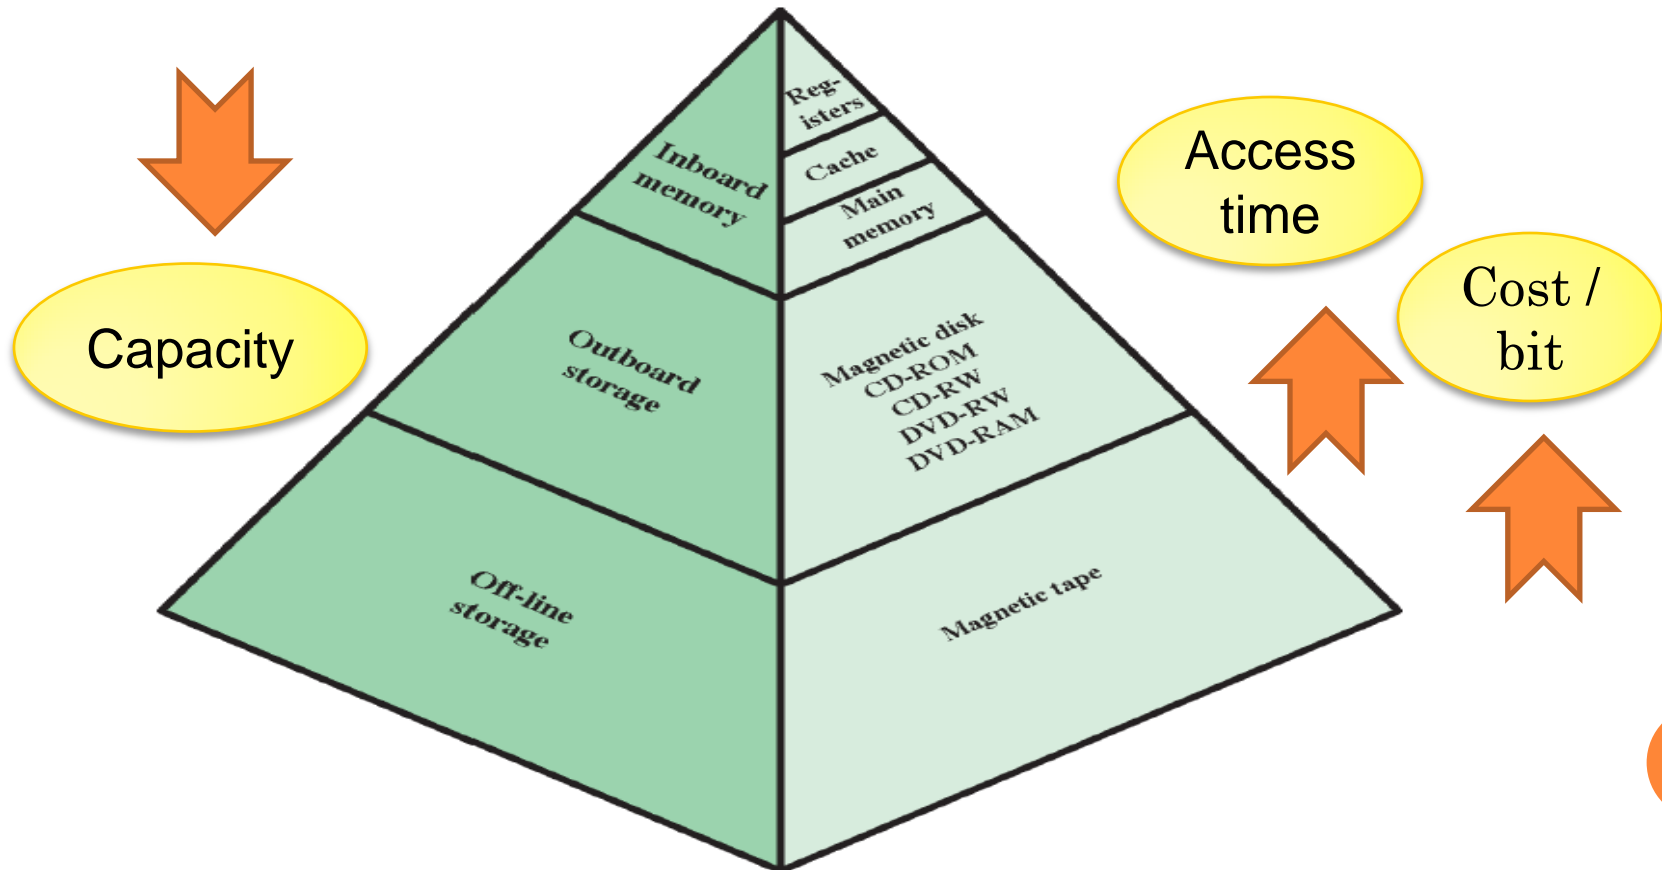 Capacity
Inboard
memory
Outboard
storage
Off-line
storage
Reg-
isters
Cache
Main
memory
Magnetic disk
CD-ROM
CD-RW
DVD-RW
DVD-RAM
Magnetic tape
Access
time
Cost /
bit